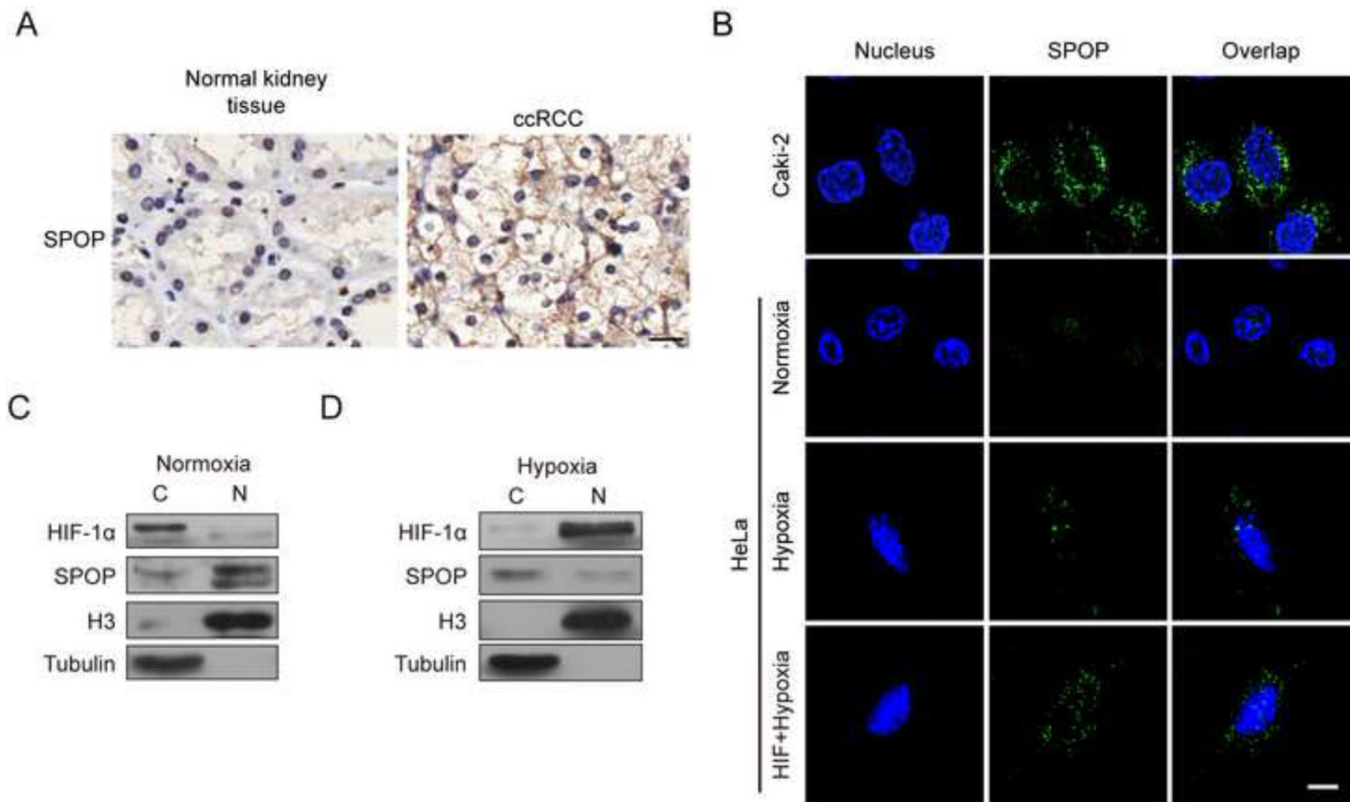 A
Normal kidney
tissue
ccRCC
SPOP
B
Nucleus SPOP Overlap
Caki-2
Normoxia
Hypoxia
HIF+Hypoxia
HeLa
C
Normoxia
C N
HIF-1α
SPOP
H3
Tubulin
D
Hypoxia
C N
HIF-1α
SPOP
H3
Tubulin